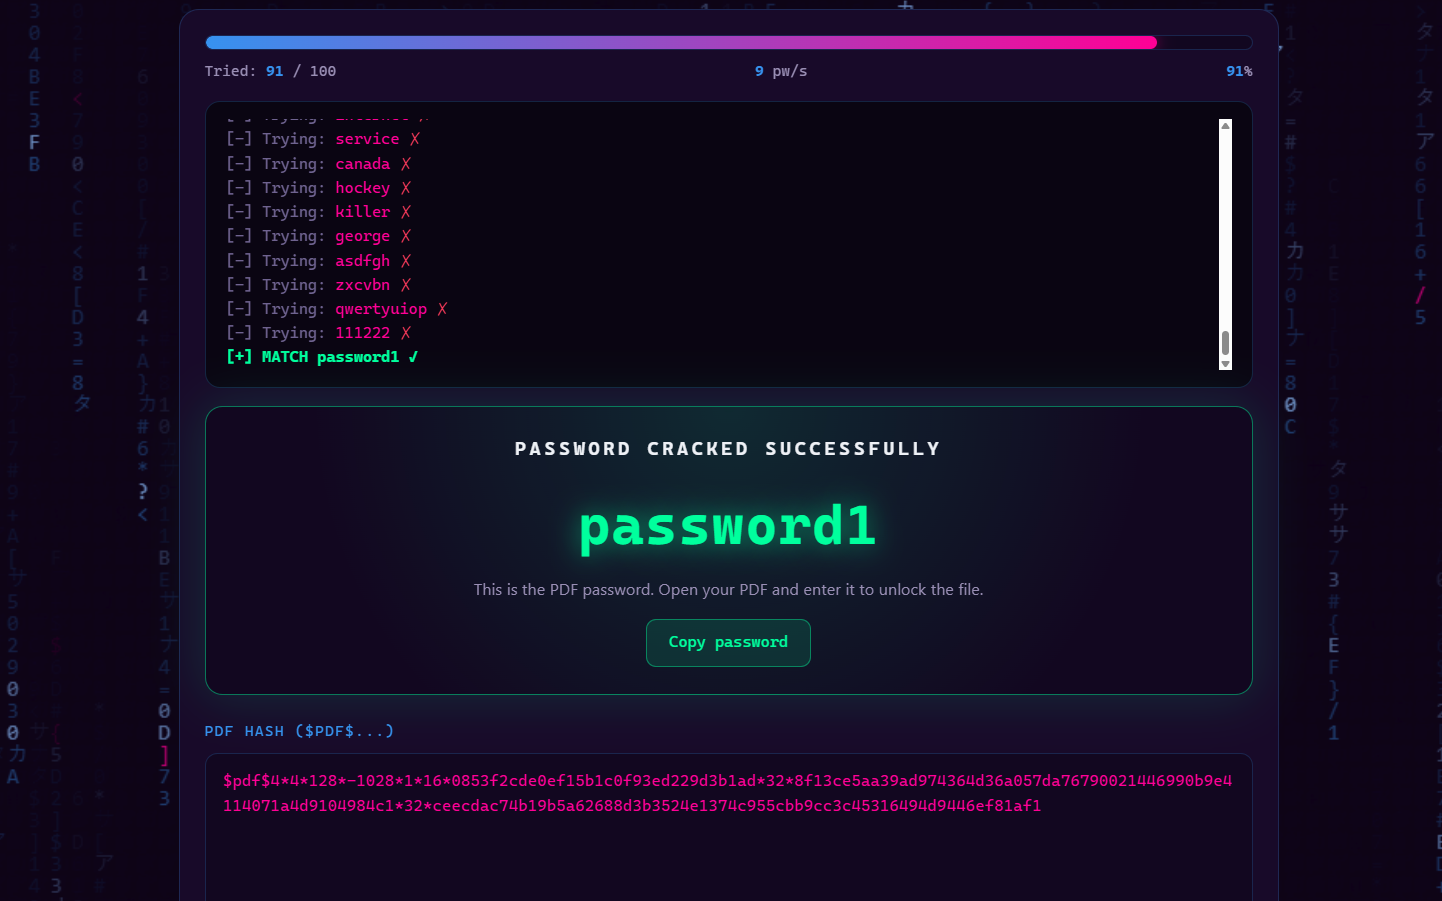 Tried: 91 / 100
9 pw/s
91%
[-] Trying: service ✗
[-] Trying: canada ✗
[-] Trying: hockey ✗
[-] Trying: killer ✗
[-] Trying: george ✗
[-] Trying: asdfgh ✗
[-] Trying: zxcvbn ✗
[-] Trying: qwertyuiop ✗
[-] Trying: 111222 ✗
[+] MATCH password1 ✓
PASSWORD CRACKED SUCCESSFULLY
password1
This is the PDF password. Open your PDF and enter it to unlock the file.
Copy password
PDF HASH ($PDF$...)
$pdf$4*4*128*-1028*1*16*0853f2cde0ef15b1c0f93ed229d3b1ad*32*8f13ce5aa39ad974364d36a057da76790021446990b9e4
114071a4d9104984c1*32*ceecdac74b19b5a62688d3b3524e1374c955cbb9cc3c45316494d9446ef81af1